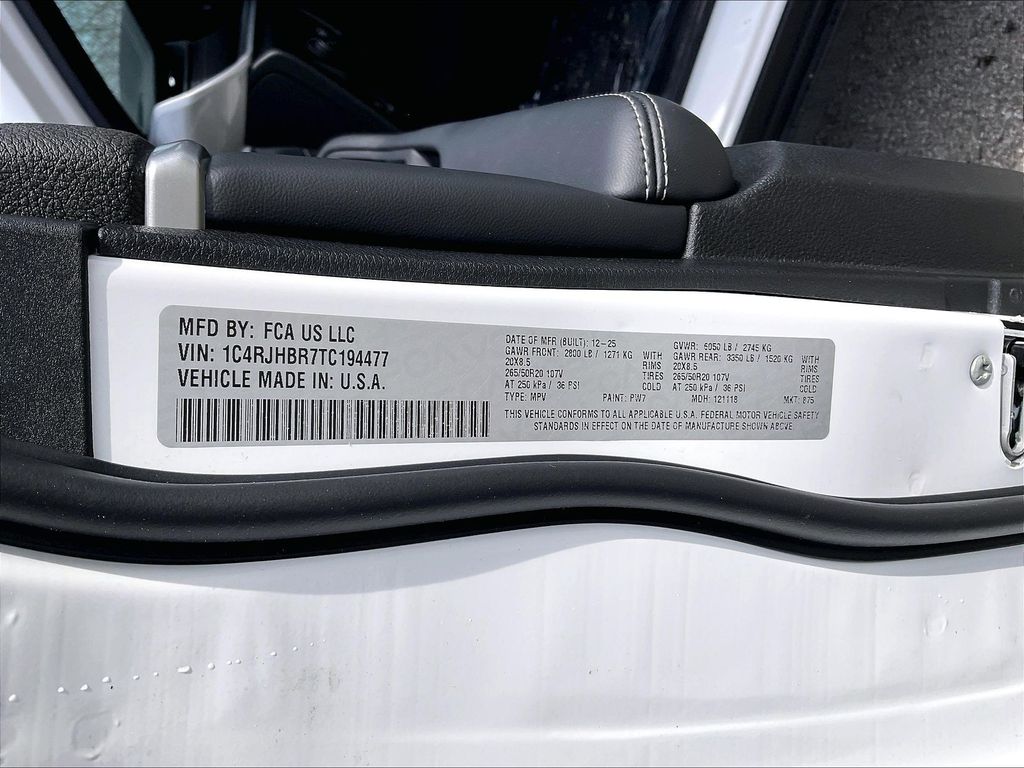 MFD BY: FCA US LLC
VIN: 1C4RJHBR7TC194477
VEHICLE MADE IN: U.S.A.
DATE OF MFR (BUILT): 12-25
GAWR FRONT: 2800 LB / 1271 KG WITH
20X8.5 RIMS
265/50R20 107V TIRES
AT 250 kPa / 36 PSI COLD
TYPE: MPV PAINT: PW7
GVWR: 6050 LB / 2745 KG
GAWR REAR: 3350 LB / 1520 KG WITH
20X8.5 RIMS
265/50R20 107V TIRES
AT 250 kPa / 36 PSI COLD
MDH: 121118 MKT: 875
THIS VEHICLE CONFORMS TO ALL APPLICABLE U.S.A. FEDERAL MOTOR VEHICLE SAFETY
STANDARDS IN EFFECT ON THE DATE OF MANUFACTURE SHOWN ABOVE.